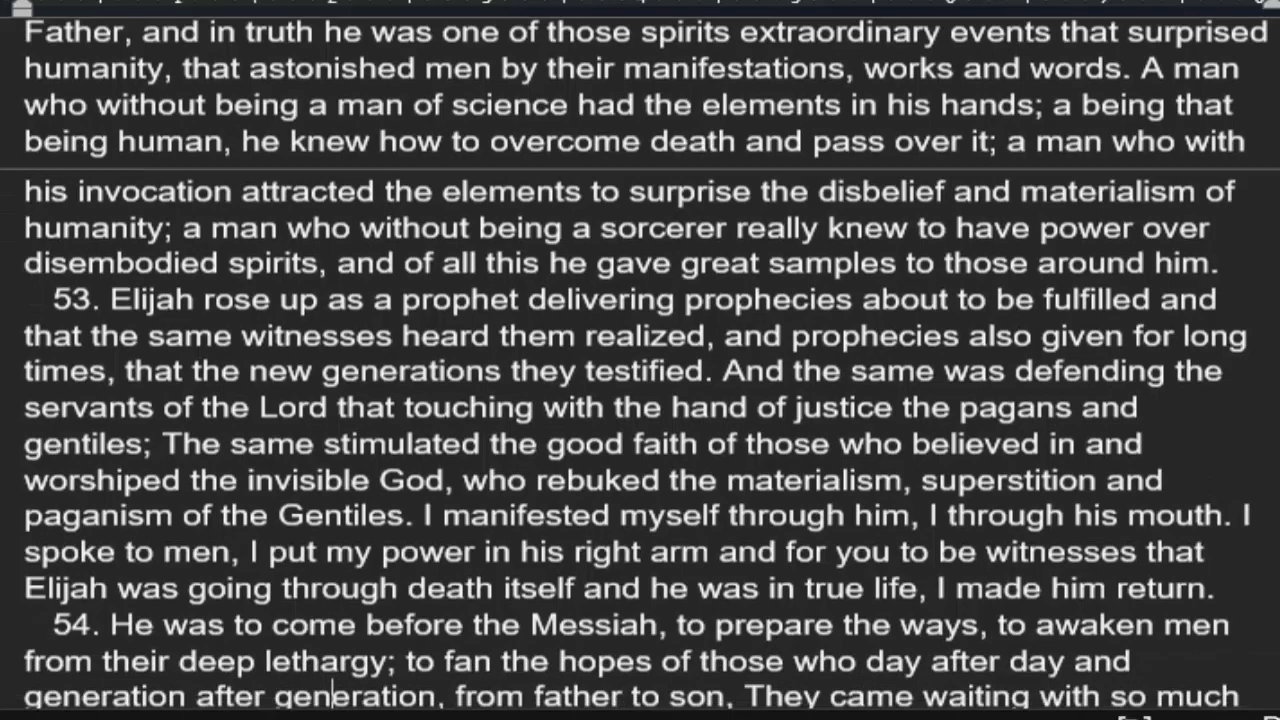 Father, and in truth he was one of those spirits extraordinary events that surprised
humanity, that astonished men by their manifestations, works and words. A man
who without being a man of science had the elements in his hands; a being that
being human, he knew how to overcome death and pass over it; a man who with
his invocation attracted the elements to surprise the disbelief and materialism of
humanity; a man who without being a sorcerer really knew to have power over
disembodied spirits, and of all this he gave great samples to those around him.
53. Elijah rose up as a prophet delivering prophecies about to be fulfilled and
that the same witnesses heard them realized, and prophecies also given for long
times, that the new generations they testified. And the same was defending the
servants of the Lord that touching with the hand of justice the pagans and
gentiles; The same stimulated the good faith of those who believed in and
worshiped the invisible God, who rebuked the materialism, superstition and
paganism of the Gentiles. I manifested myself through him, I through his mouth. I
spoke to men, I put my power in his right arm and for you to be witnesses that
Elijah was going through death itself and he was in true life, I made him return.
54. He was to come before the Messiah, to prepare the ways, to awaken men
from their deep lethargy; to fan the hopes of those who day after day and
generation after generation, from father to son, They came waiting with so much